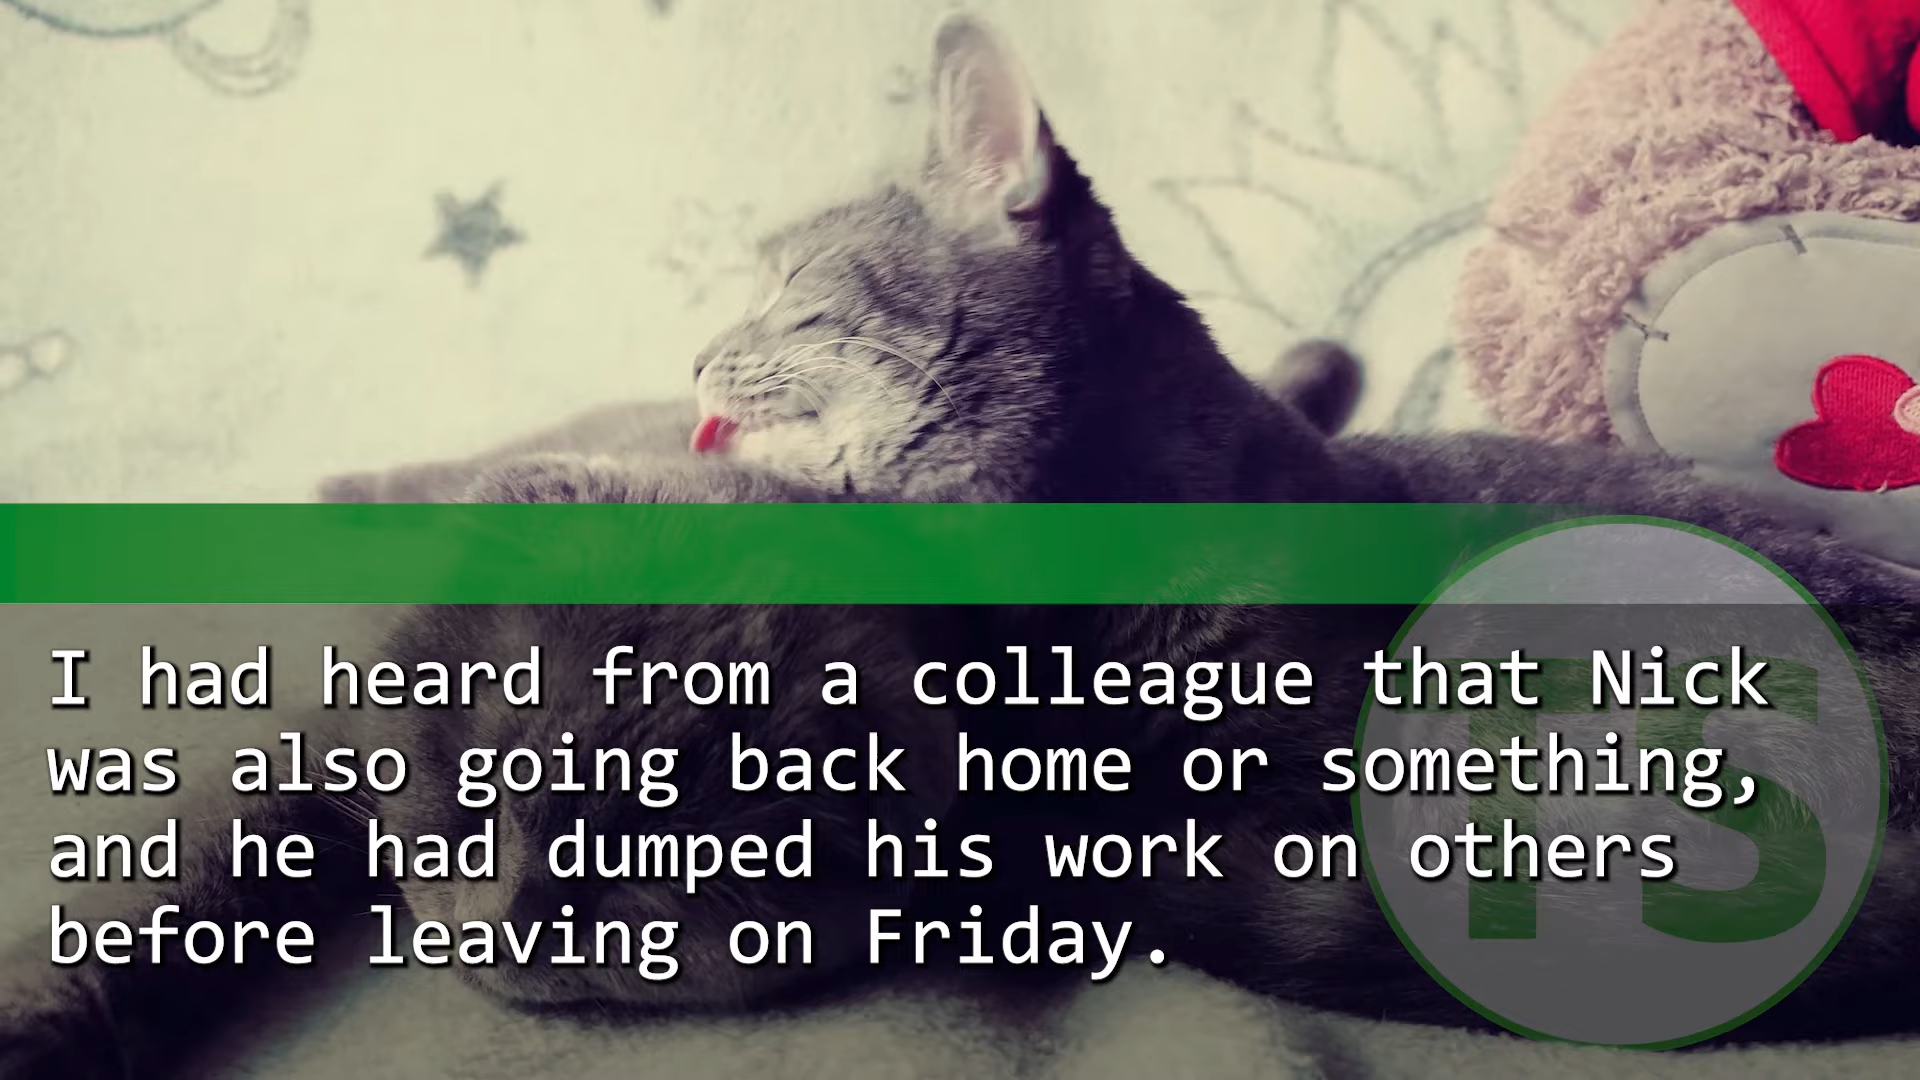 I had heard from a colleague that Nick
was also going back home or something,
and he had dumped his work on others
before leaving on Friday.
TS